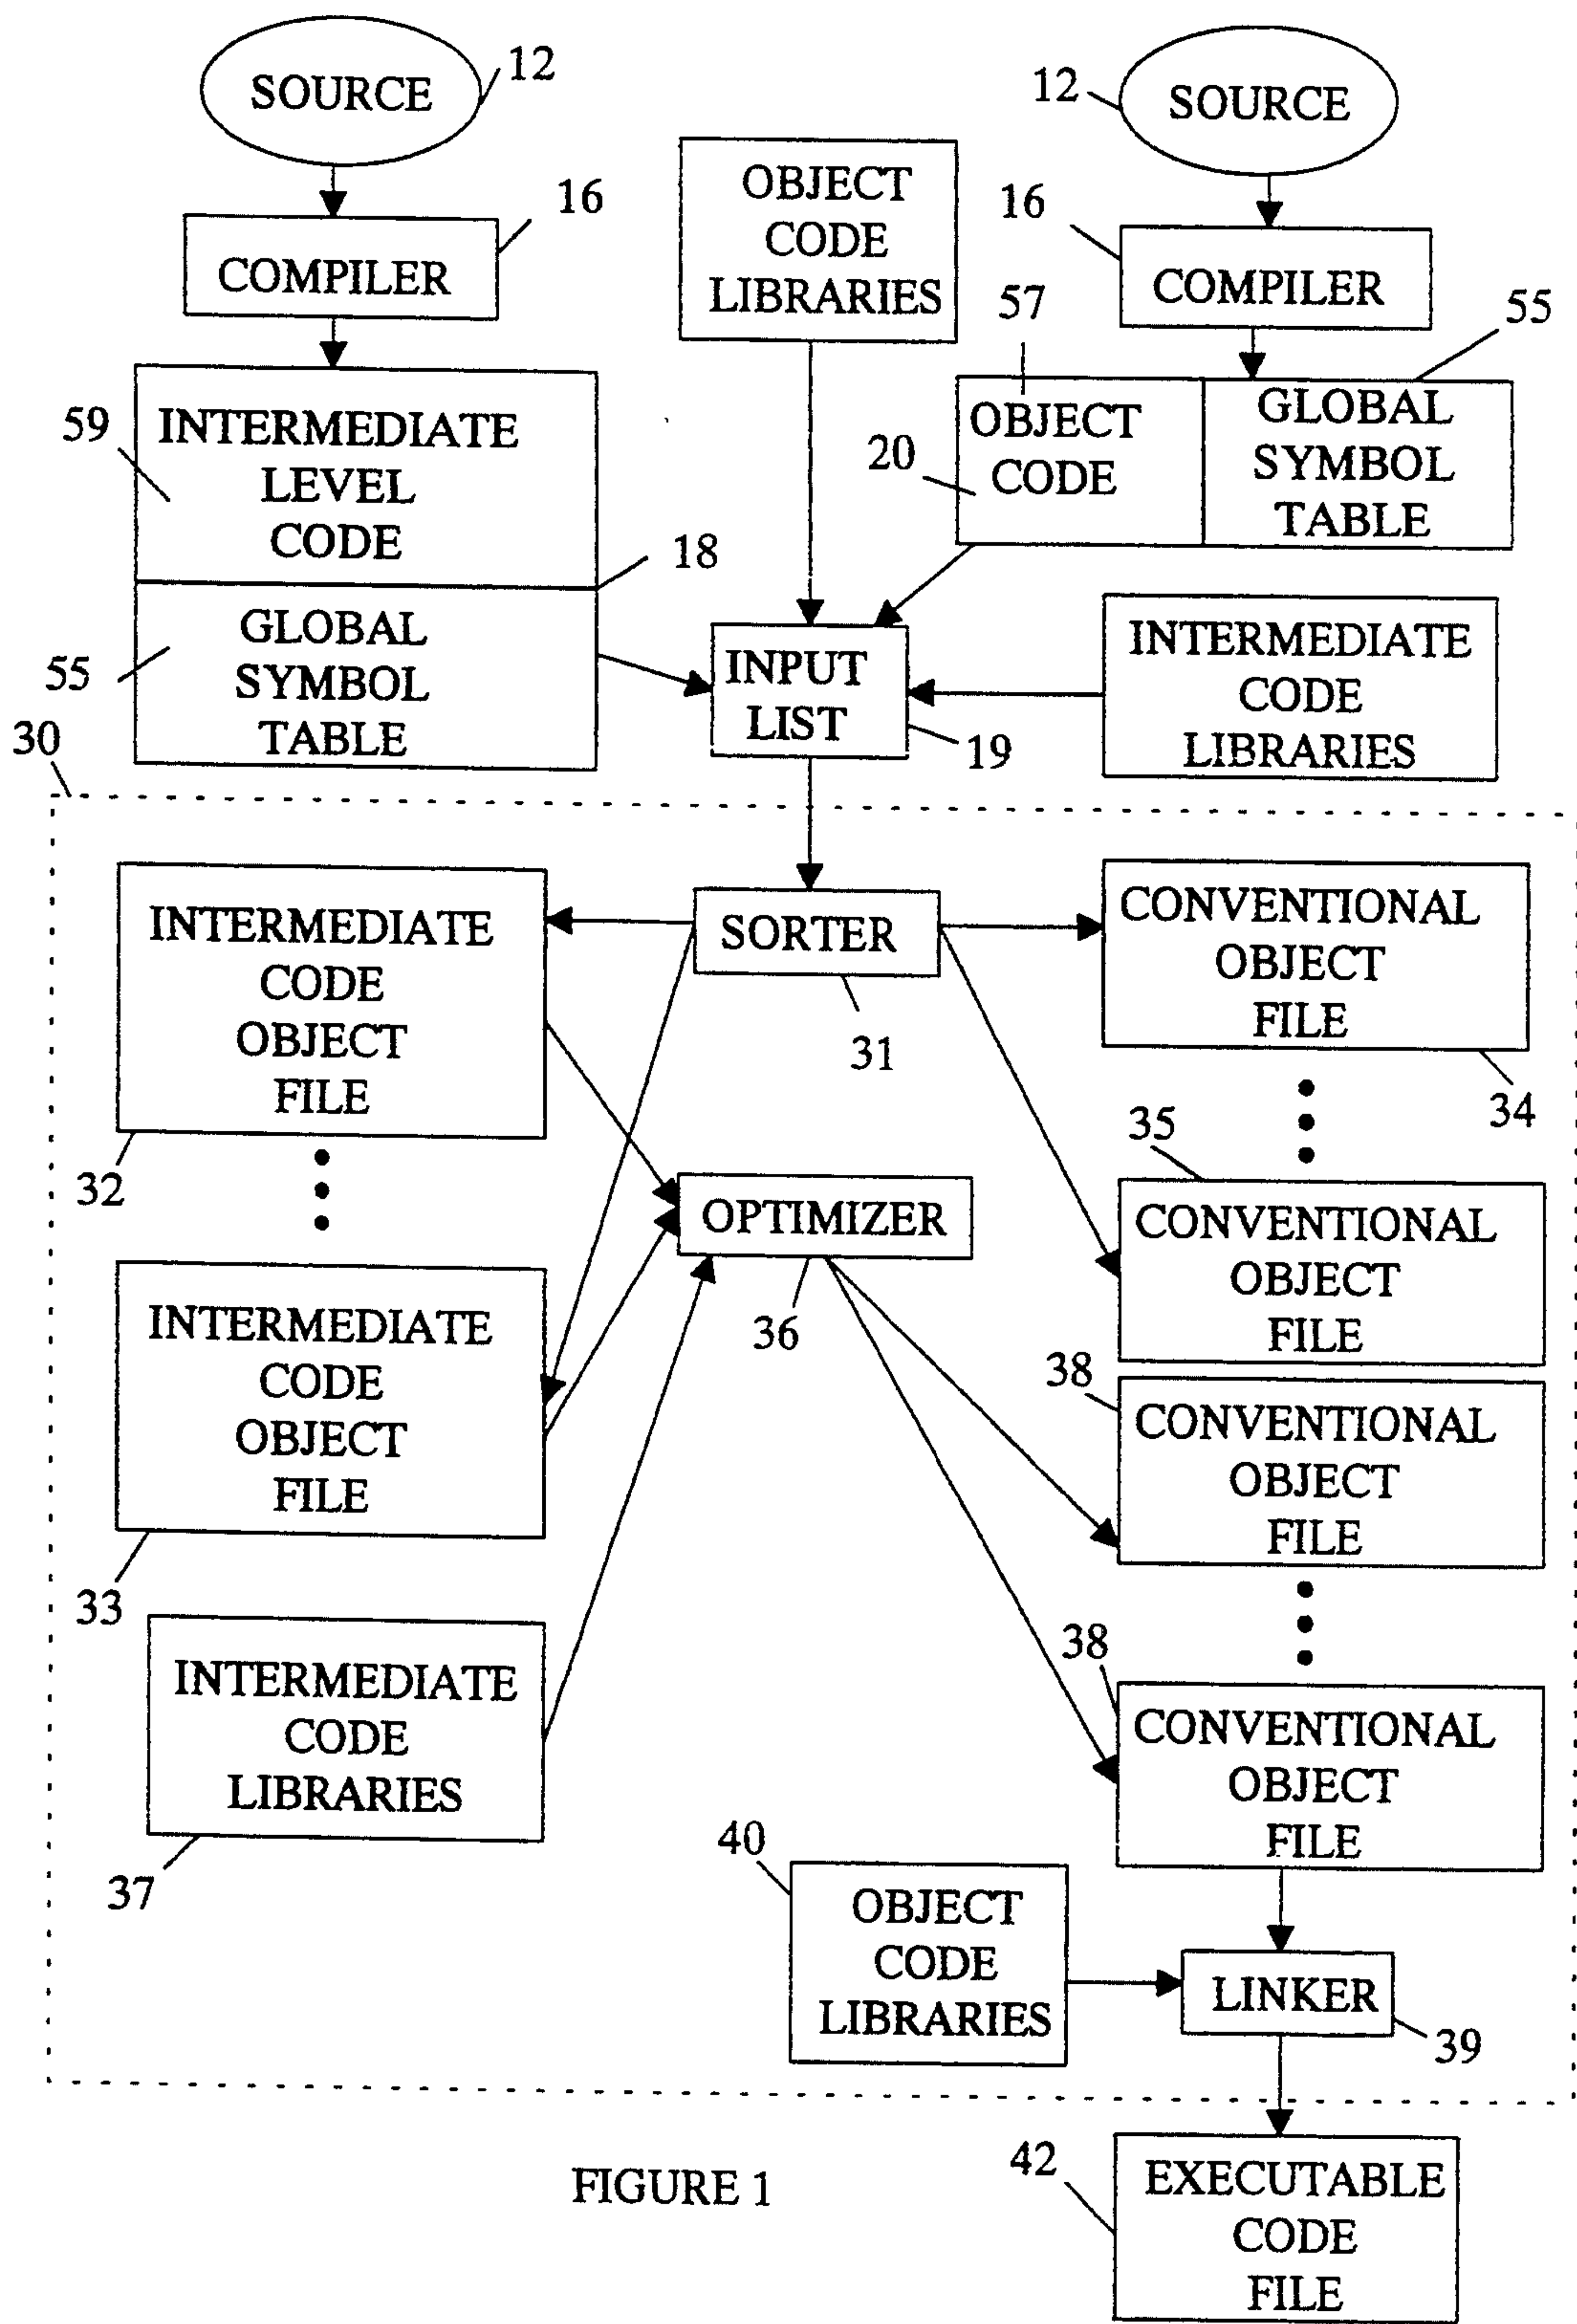 SOURCE
12
12
SOURCE
16
COMPILER
OBJECT
CODE
LIBRARIES
16
COMPILER
57
55
59
INTERMEDIATE
LEVEL
CODE
OBJECT
CODE
20
GLOBAL
SYMBOL
TABLE
18
55
GLOBAL
SYMBOL
TABLE
INPUT
LIST
19
INTERMEDIATE
CODE
LIBRARIES
30
INTERMEDIATE
CODE
OBJECT
FILE
32
SORTER
31
CONVENTIONAL
OBJECT
FILE
34
35
OPTIMIZER
36
CONVENTIONAL
OBJECT
FILE
INTERMEDIATE
CODE
OBJECT
FILE
33
38
CONVENTIONAL
OBJECT
FILE
INTERMEDIATE
CODE
LIBRARIES
37
38
CONVENTIONAL
OBJECT
FILE
40
OBJECT
CODE
LIBRARIES
LINKER
39
42
EXECUTABLE
CODE
FILE
FIGURE 1